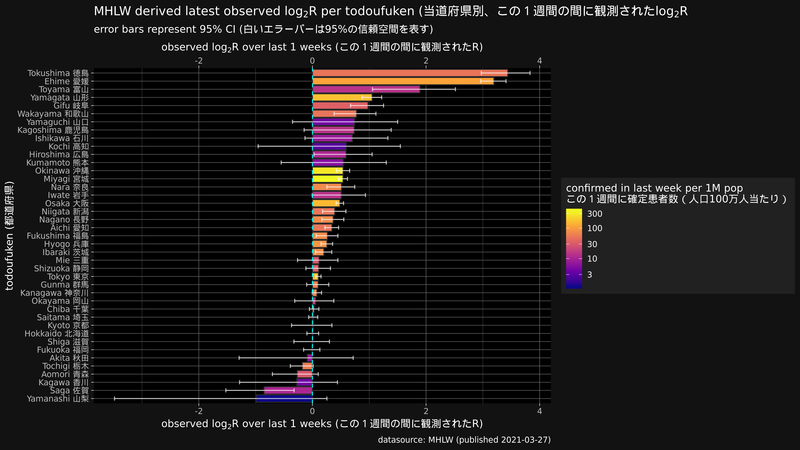 MHLW derived latest observed log₂R per todoufuken (当道府県別、この１週間の間に観測されたlog₂R
error bars represent 95% CI (白いエラーバーは95%の信頼空間を表す)
observed log₂R over last 1 weeks (この１週間の間に観測されたR)
-2 0 2 4
Tokushima 徳島
Ehime 愛媛
Toyama 富山
Yamagata 山形
Gifu 岐阜
Wakayama 和歌山
Yamaguchi 山口
Kagoshima 鹿児島
Ishikawa 石川
Kochi 高知
Hiroshima 広島
Kumamoto 熊本
Okinawa 沖縄
Miyagi 宮城
Nara 奈良
Iwate 岩手
Osaka 大阪
Niigata 新潟
Nagano 長野
Aichi 愛知
Fukushima 福島
Hyogo 兵庫
Ibaraki 茨城
Mie 三重
Shizuoka 静岡
Tokyo 東京
Gunma 群馬
Kanagawa 神奈川
Okayama 岡山
Chiba 千葉
Saitama 埼玉
Kyoto 京都
Hokkaido 北海道
Shiga 滋賀
Fukuoka 福岡
Akita 秋田
Tochigi 栃木
Aomori 青森
Kagawa 香川
Saga 佐賀
Yamanashi 山梨
todoufuken (都道府県)
-2 0 2 4
observed log₂R over last 1 weeks (この１週間の間に観測されたR)
confirmed in last week per 1M pop
この１週間に確定患者数 ( 人口100万人当たり )
300
100
30
10
3
datasource: MHLW (published 2021-03-27)